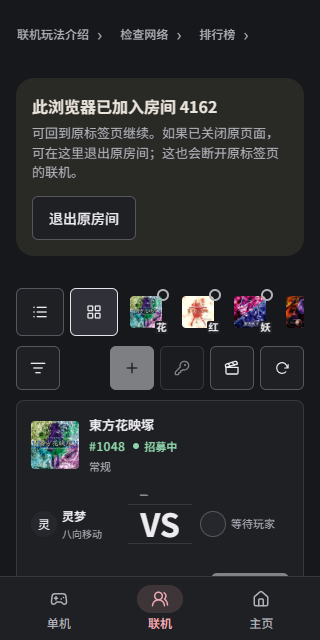 联机玩法介绍 › 检查网络 › 排行榜 ›
此浏览器已加入房间 4162
可回到原标签页继续。如果已关闭原页面，
可在这里退出原房间；这也会断开原标签页
的联机。
退出原房间
花 红 妖
東方花映塚
#1048 ● 招募中
常规
–
灵 灵梦
八向移动
VS
等待玩家
单机 联机 主页